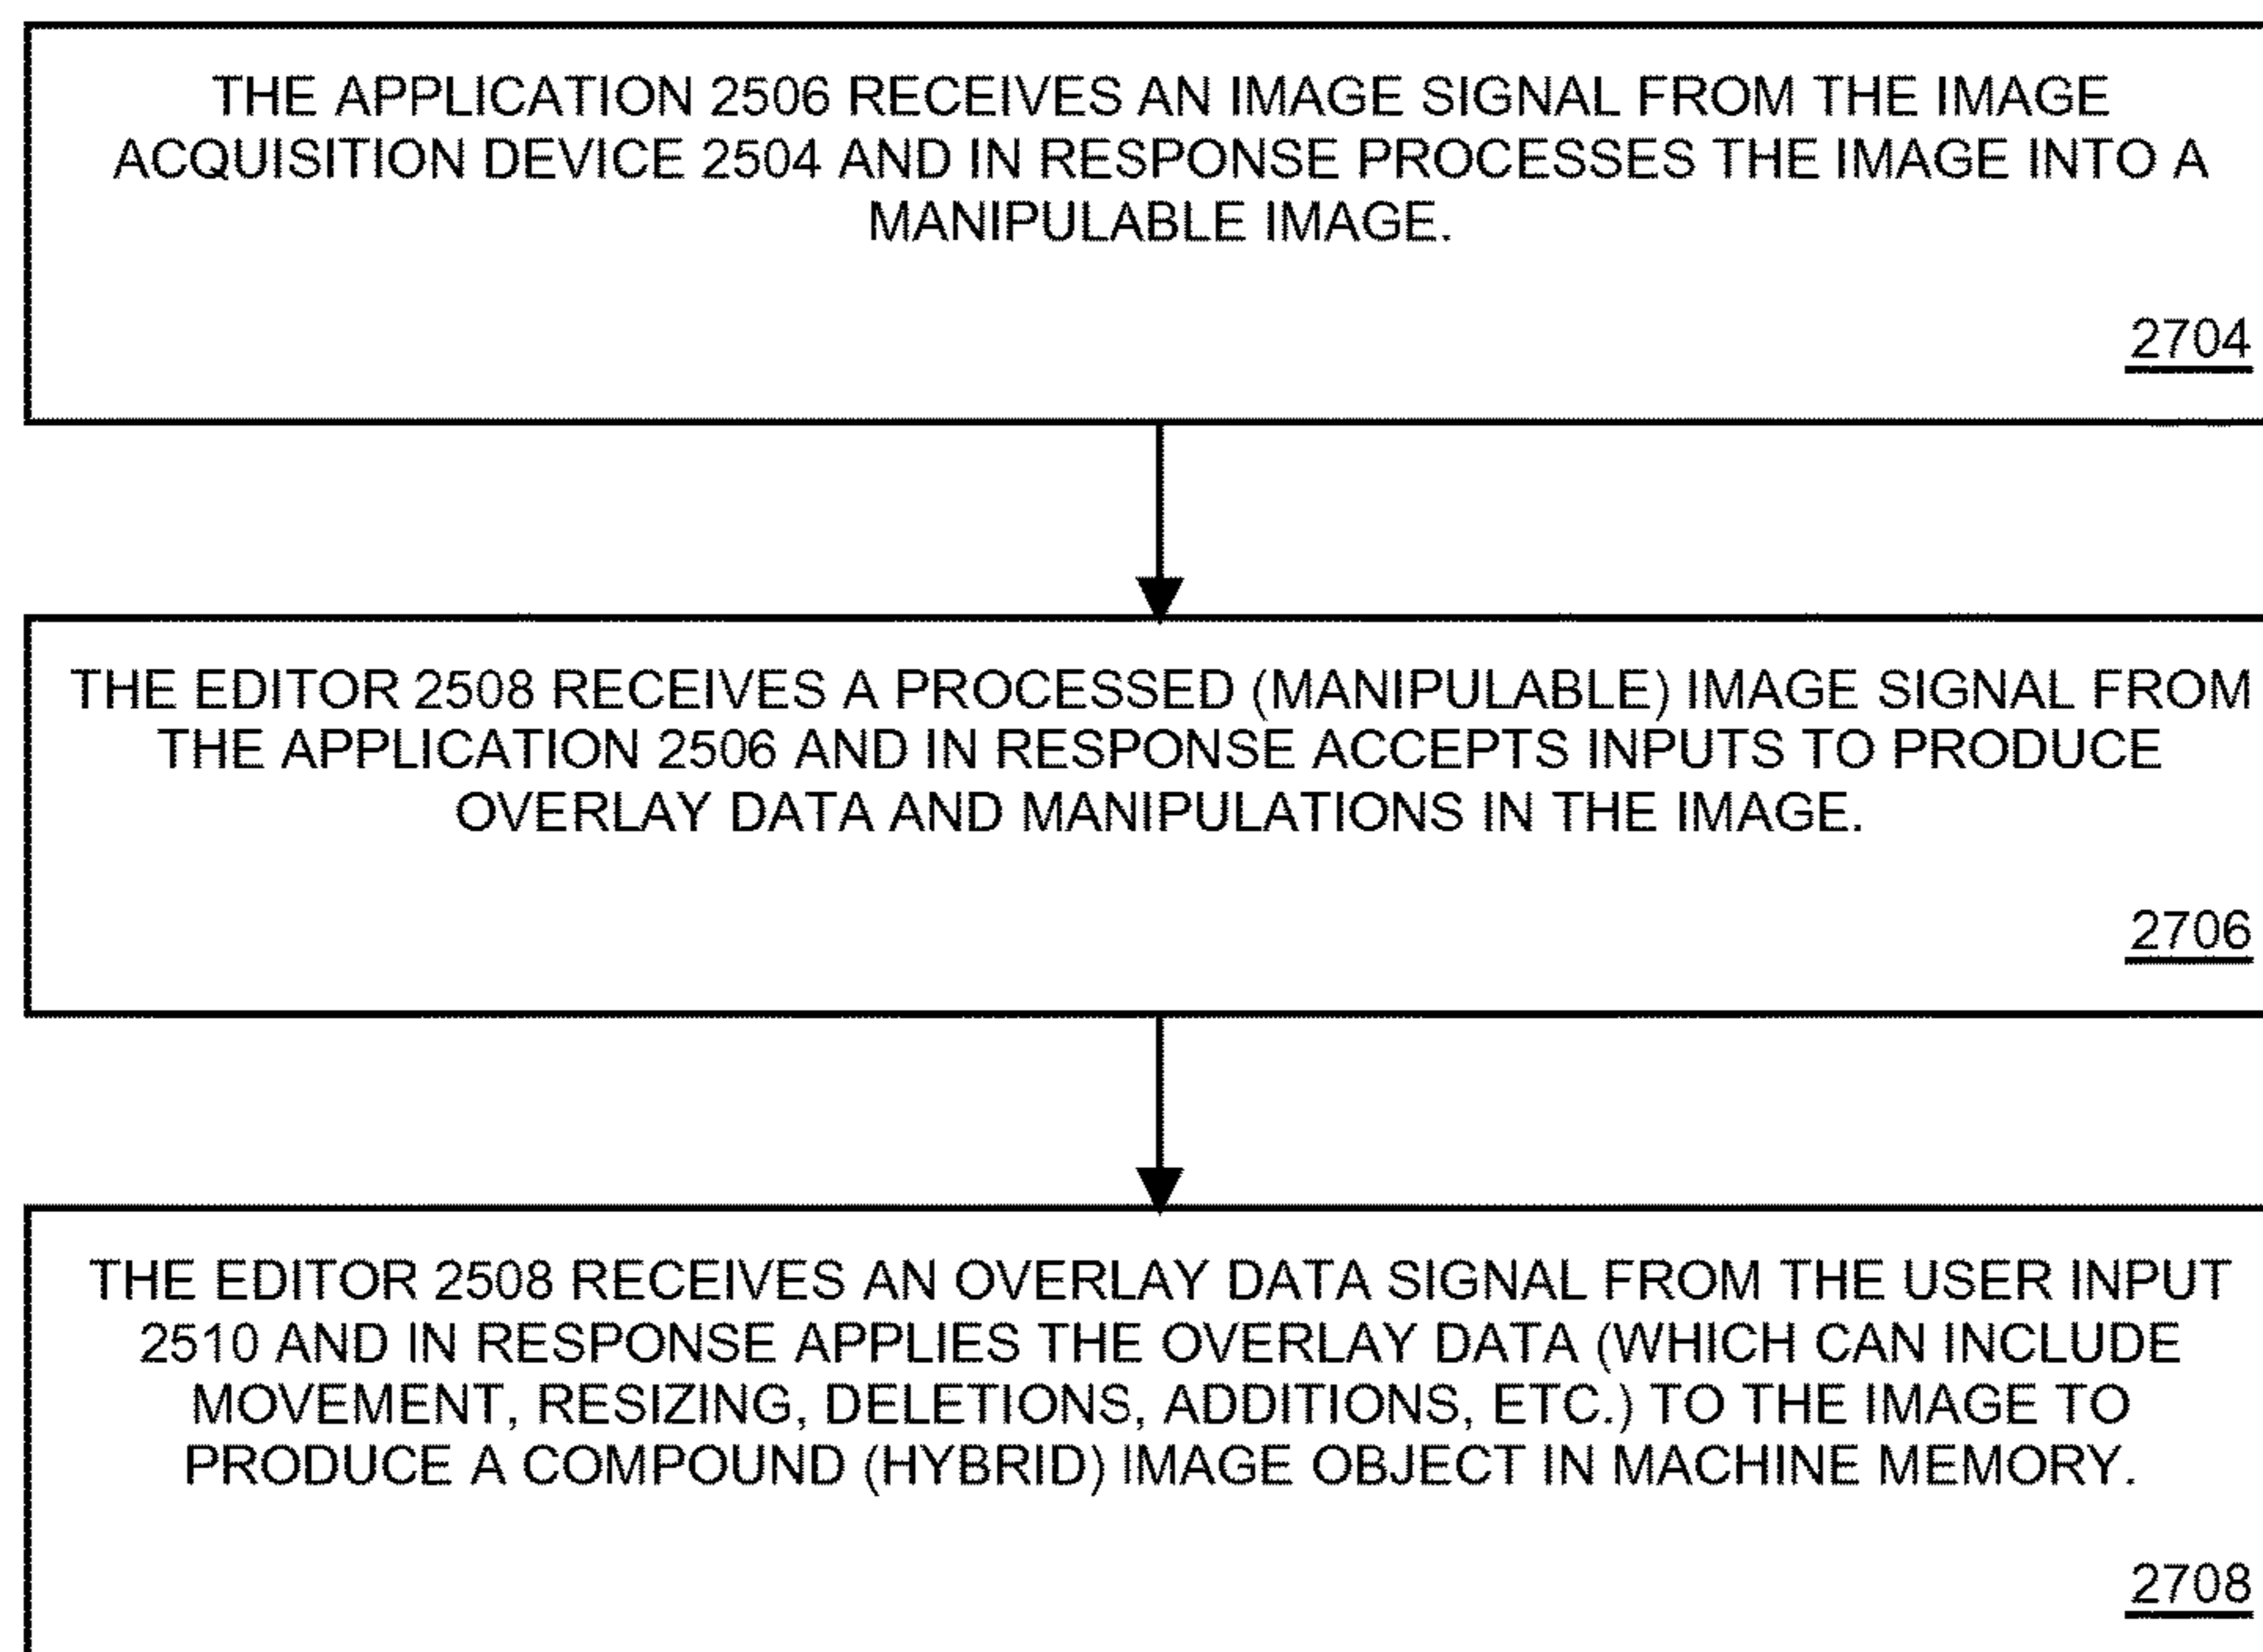 THE APPLICATION 2506 RECEIVES AN IMAGE SIGNAL FROM THE IMAGE
ACQUISITION DEVICE 2504 AND IN RESPONSE PROCESSES THE IMAGE INTO A
MANIPULABLE IMAGE.
2704
THE EDITOR 2508 RECEIVES A PROCESSED (MANIPULABLE) IMAGE SIGNAL FROM
THE APPLICATION 2506 AND IN RESPONSE ACCEPTS INPUTS TO PRODUCE
OVERLAY DATA AND MANIPULATIONS IN THE IMAGE.
2706
THE EDITOR 2508 RECEIVES AN OVERLAY DATA SIGNAL FROM THE USER INPUT
2510 AND IN RESPONSE APPLIES THE OVERLAY DATA (WHICH CAN INCLUDE
MOVEMENT, RESIZING, DELETIONS, ADDITIONS, ETC.) TO THE IMAGE TO
PRODUCE A COMPOUND (HYBRID) IMAGE OBJECT IN MACHINE MEMORY.
2708